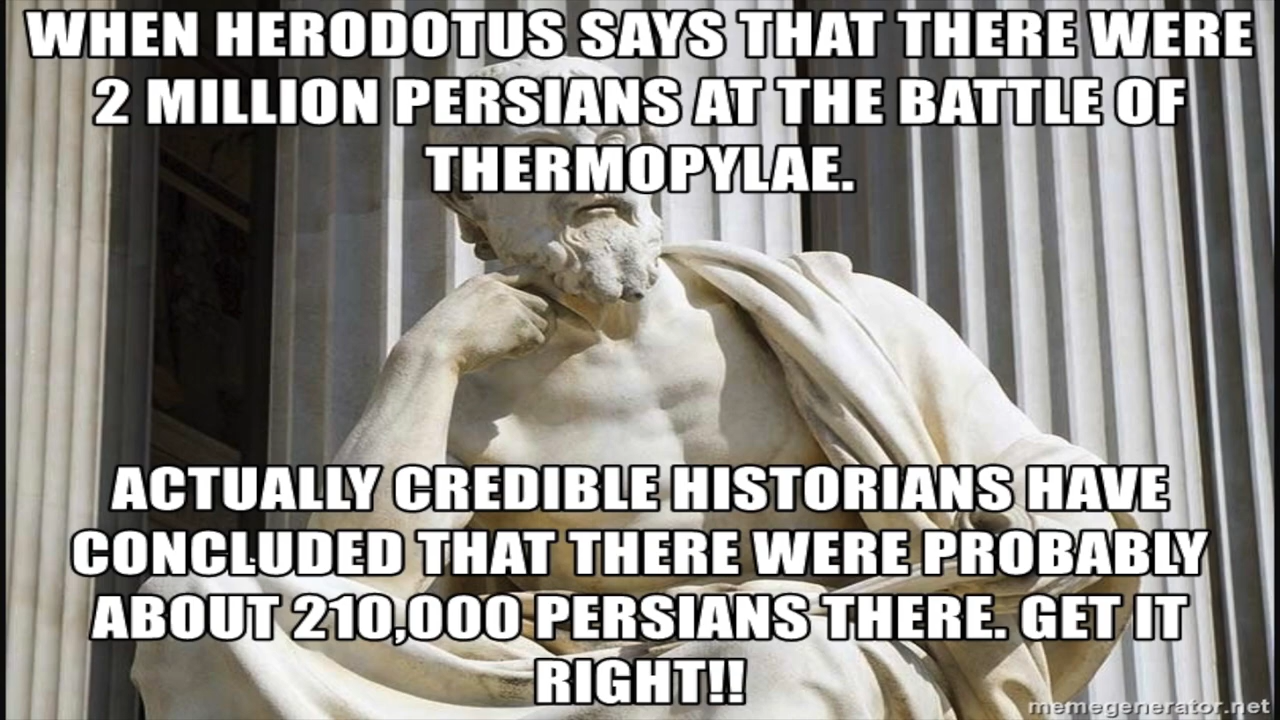 WHEN HERODOTUS SAYS THAT THERE WERE
2 MILLION PERSIANS AT THE BATTLE OF
THERMOPYLAE.
ACTUALLY CREDIBLE HISTORIANS HAVE
CONCLUDED THAT THERE WERE PROBABLY
ABOUT 210,000 PERSIANS THERE. GET IT
RIGHT!!
memegenerator.net